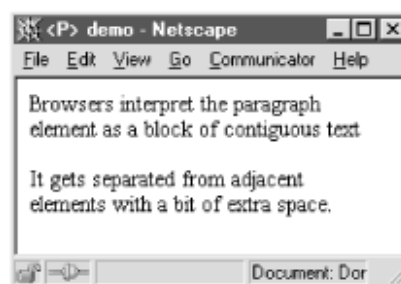 <P> demo - Netscape
File Edit View Go Communicator Help
Browsers interpret the paragraph
element as a block of contiguous text
It gets separated from adjacent
elements with a bit of extra space.
Document: Dor